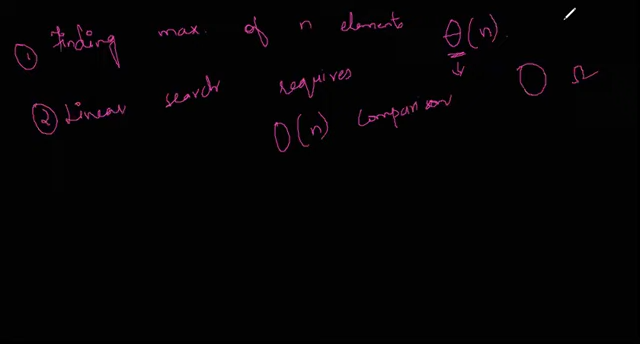 ① Finding max. of n elements θ(n).
↓ O Ω
② Linear search requires
O(n) comparison